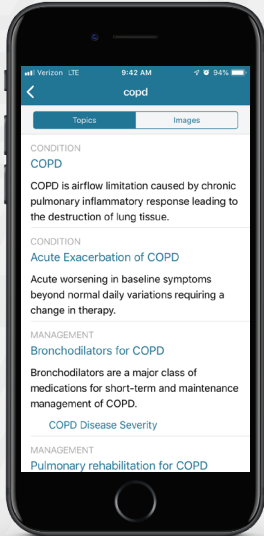 Verizon LTE 9:42 AM 94%
copd
Topics Images
CONDITION
COPD
COPD is airflow limitation caused by chronic
pulmonary inflammatory response leading to
the destruction of lung tissue.
CONDITION
Acute Exacerbation of COPD
Acute worsening in baseline symptoms
beyond normal daily variations requiring a
change in therapy.
MANAGEMENT
Bronchodilators for COPD
Bronchodilators are a major class of
medications for short-term and maintenance
management of COPD.
COPD Disease Severity
MANAGEMENT
Pulmonary rehabilitation for COPD